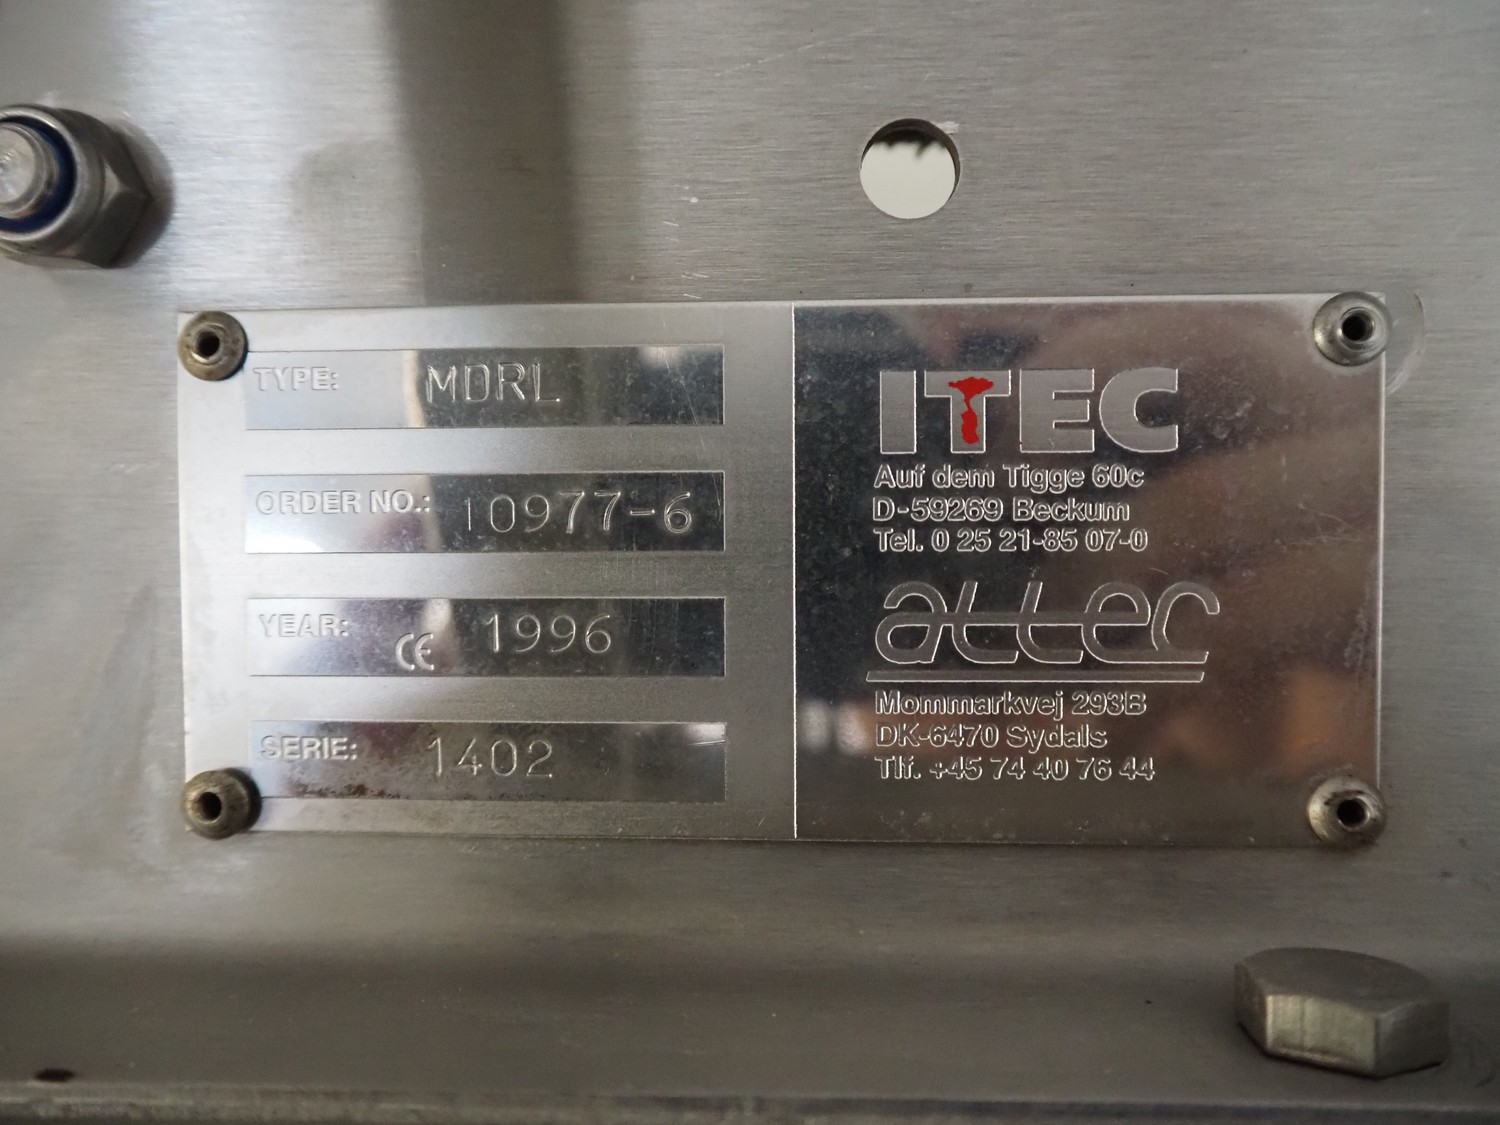 TYPE: MDRL
ORDER NO.: 10977-6
YEAR: CE 1996
SERIE: 1402
ITEC
Auf dem Tigge 60c
D-59269 Beckum
Tel. 0 25 21-85 07-0
attec
Mommarkvej 293B
DK-6470 Sydals
Tlf. +45 74 40 76 44